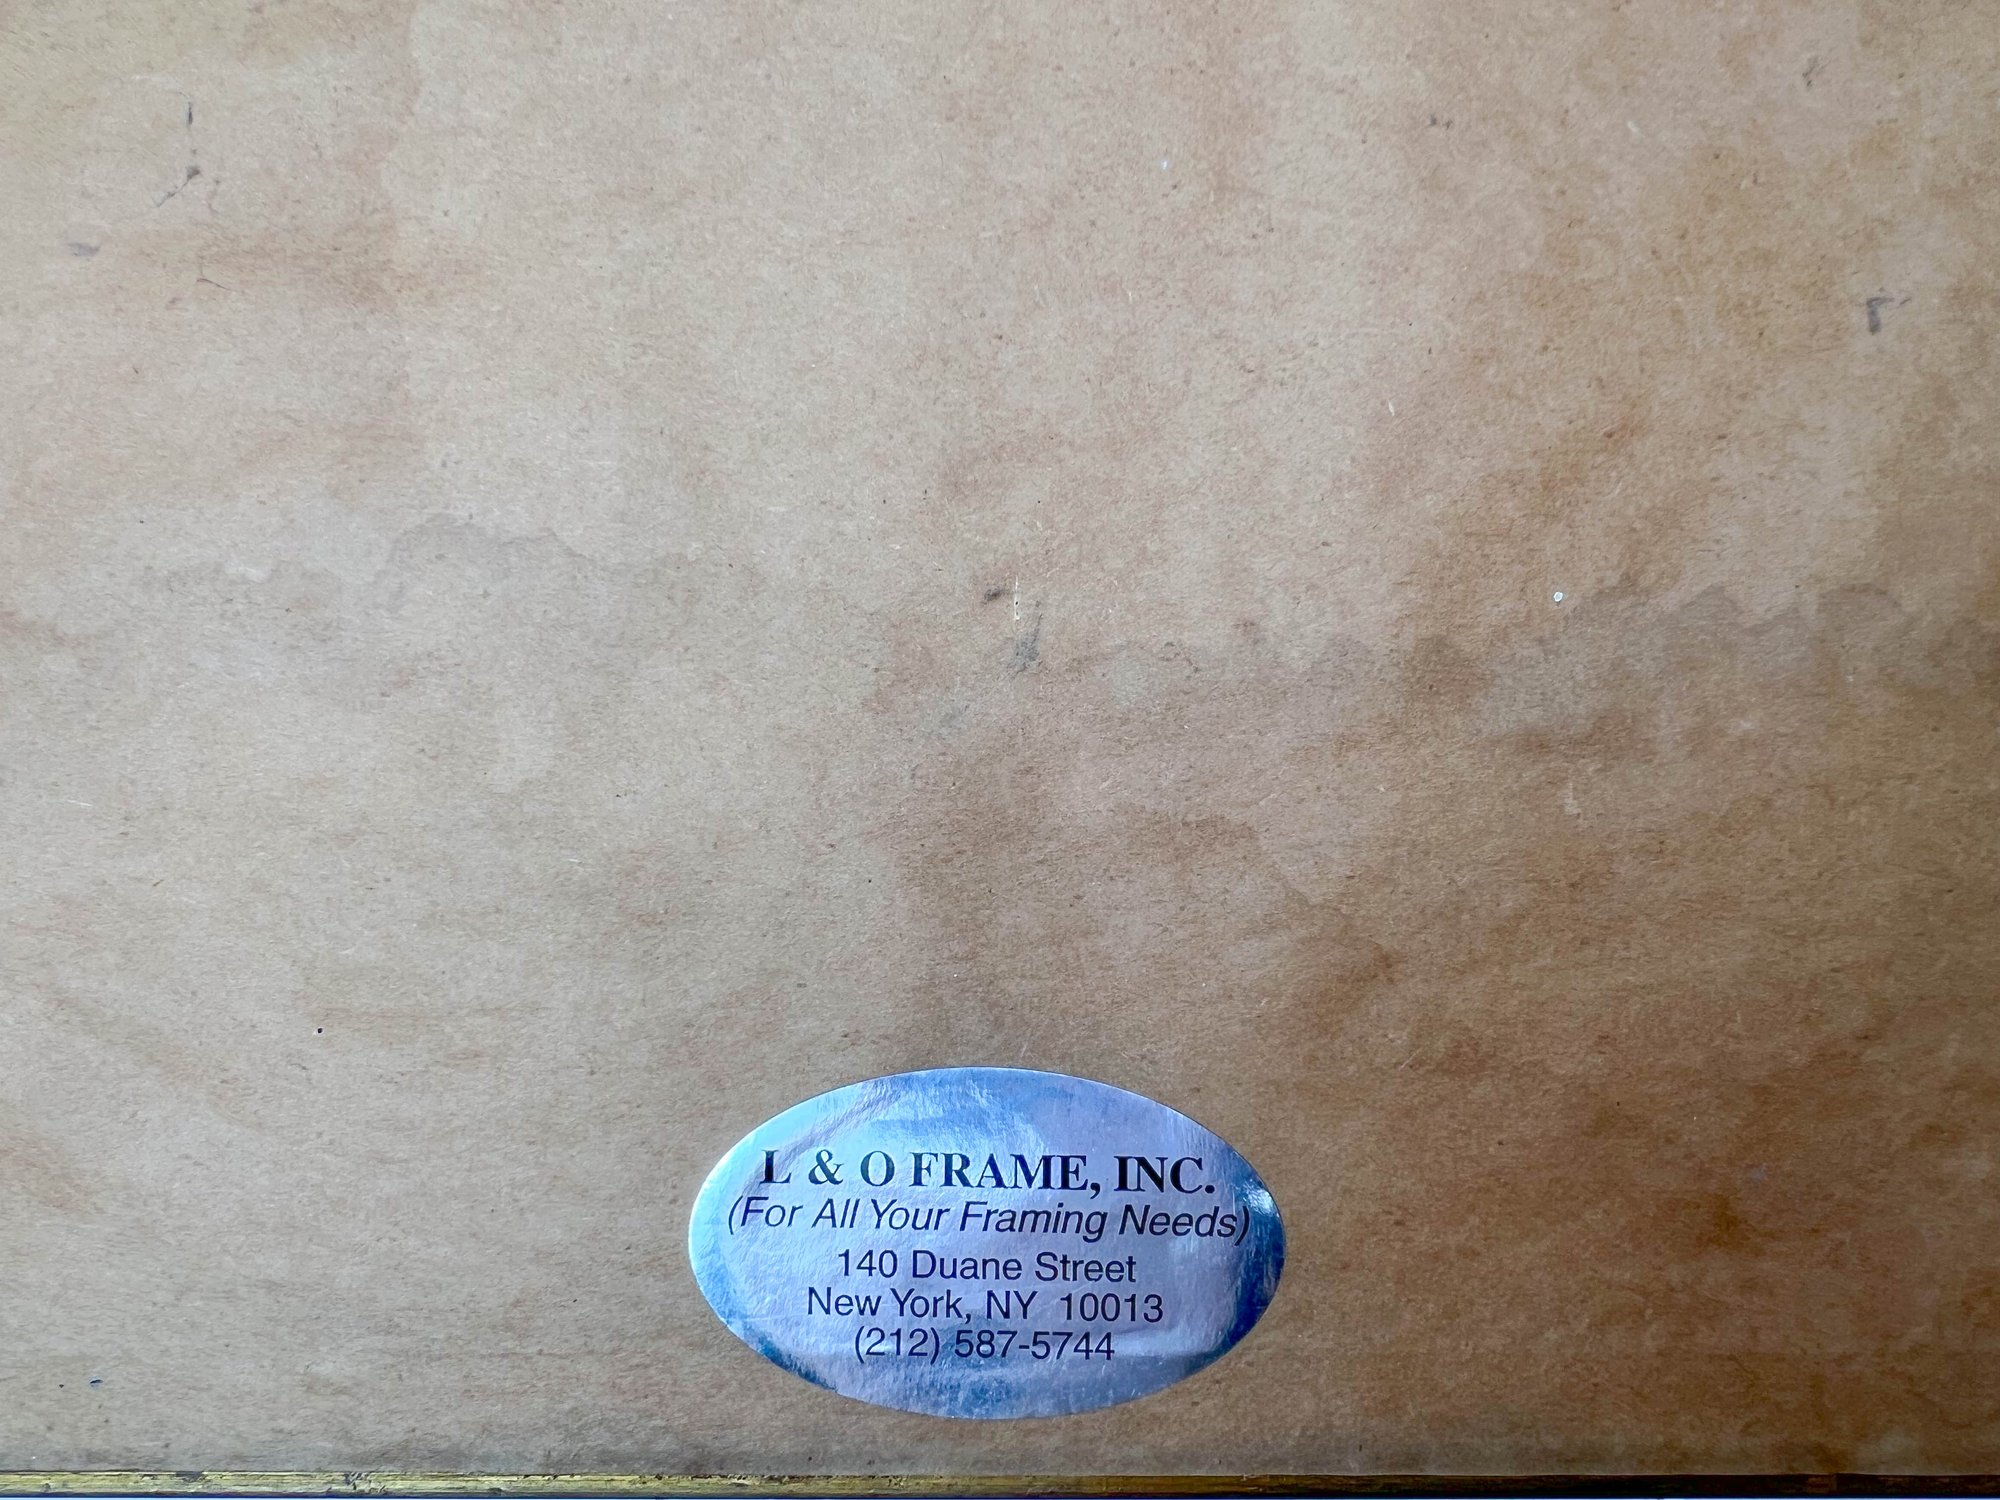 L & O FRAME, INC.
(For All Your Framing Needs)
140 Duane Street
New York, NY 10013
(212) 587-5744